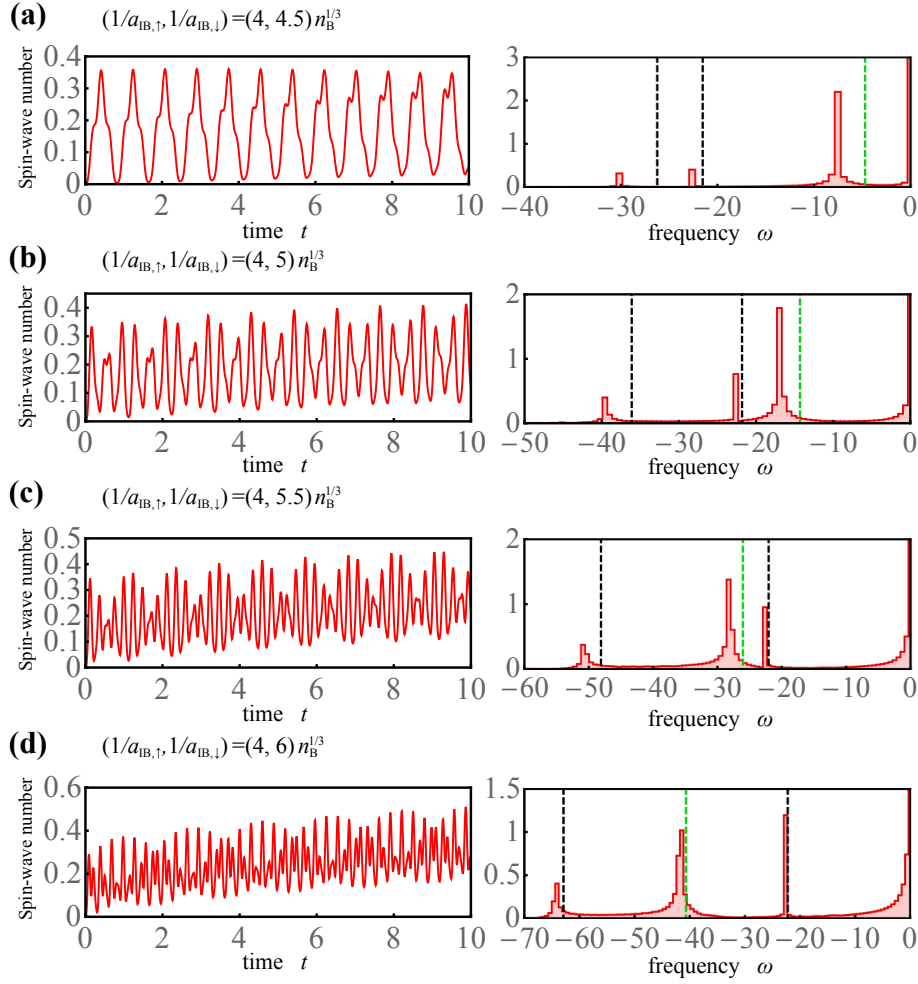 (a)
(1/a_IB,↑, 1/a_IB,↓) = (4, 4.5) n_B^1/3
Spin-wave number
0.4
0.3
0.2
0.1
0
0 2 4 6 8 10
time t
3
2
1
0
−40 −30 −20 −10 0
frequency ω
(b)
(1/a_IB,↑, 1/a_IB,↓) = (4, 5) n_B^1/3
Spin-wave number
0.4
0.3
0.2
0.1
0
0 2 4 6 8 10
time t
2
1
0
−50 −40 −30 −20 −10 0
frequency ω
(c)
(1/a_IB,↑, 1/a_IB,↓) = (4, 5.5) n_B^1/3
Spin-wave number
0.5
0.4
0.3
0.2
0.1
0
0 2 4 6 8 10
time t
2
1
0
−60 −50 −40 −30 −20 −10 0
frequency ω
(d)
(1/a_IB,↑, 1/a_IB,↓) = (4, 6) n_B^1/3
Spin-wave number
0.6
0.4
0.2
0
0 2 4 6 8 10
time t
1.5
1
0.5
0
−70 −60 −50 −40 −30 −20 −10 0
frequency ω